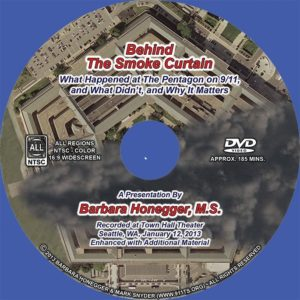 Behind
The Smoke Curtain
What Happened at The Pentagon on 9/11,
and What Didn't, and Why It Matters
ALL
NTSC
ALL REGIONS
NTSC - COLOR
16:9 WIDESCREEN
DVD
VIDEO
APPROX. 185 MINS.
A Presentation By
Barbara Honegger, M.S.
Recorded at Town Hall Theater
Seattle, WA, January 12, 2013
Enhanced with Additional Material
© 2013 BARBARA HONEGGER & MARK SNYDER (WWW.911TS.ORG) - ALL RIGHTS RESERVED